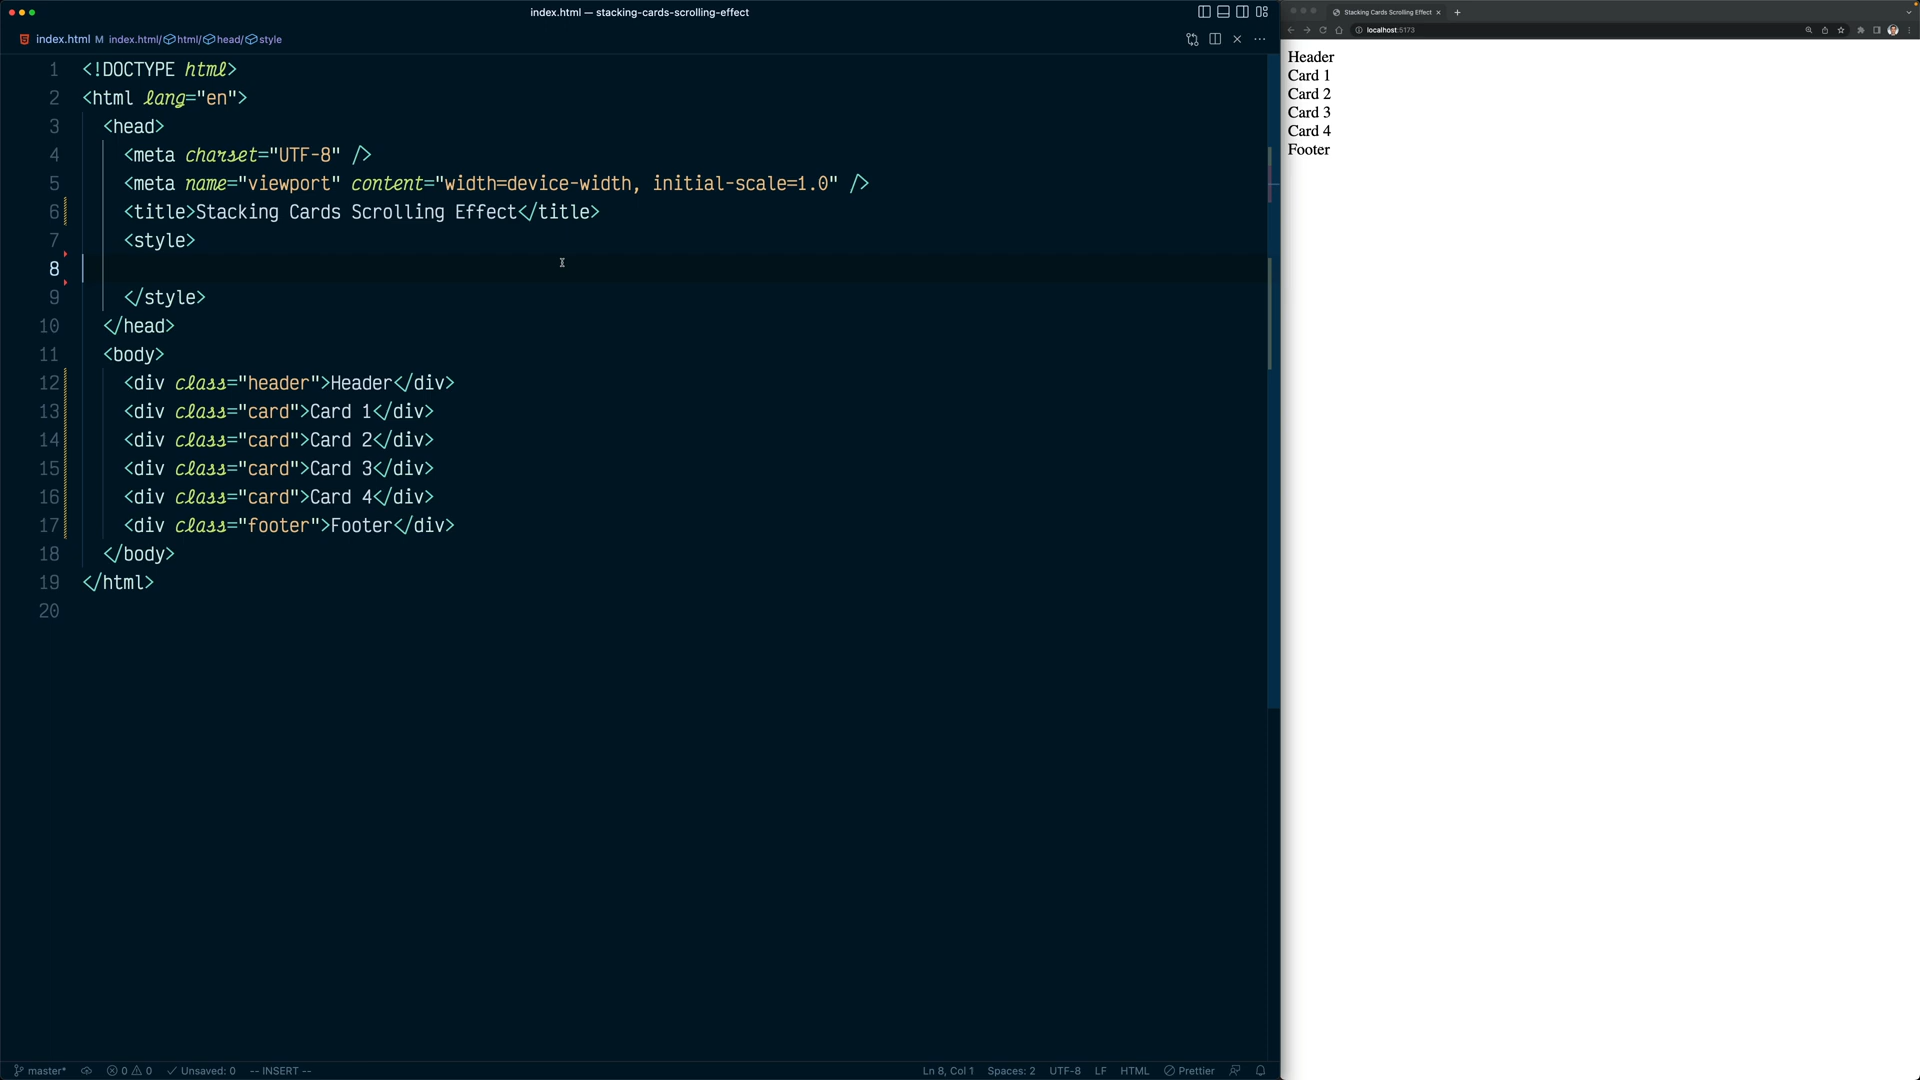 index.html — stacking-cards-scrolling-effect
index.html M index.html/html/head/style
1 <!DOCTYPE html>
2 <html lang="en">
3 <head>
4 <meta charset="UTF-8" />
5 <meta name="viewport" content="width=device-width, initial-scale=1.0" />
6 <title>Stacking Cards Scrolling Effect</title>
7 <style>
8
9 </style>
10 </head>
11 <body>
12 <div class="header">Header</div>
13 <div class="card">Card 1</div>
14 <div class="card">Card 2</div>
15 <div class="card">Card 3</div>
16 <div class="card">Card 4</div>
17 <div class="footer">Footer</div>
18 </body>
19 </html>
20
master* 0 0 Unsaved: 0 -- INSERT --
Ln 8, Col 1 Spaces: 2 UTF-8 LF HTML Prettier
Stacking Cards Scrolling Effect
localhost:5173
Header
Card 1
Card 2
Card 3
Card 4
Footer